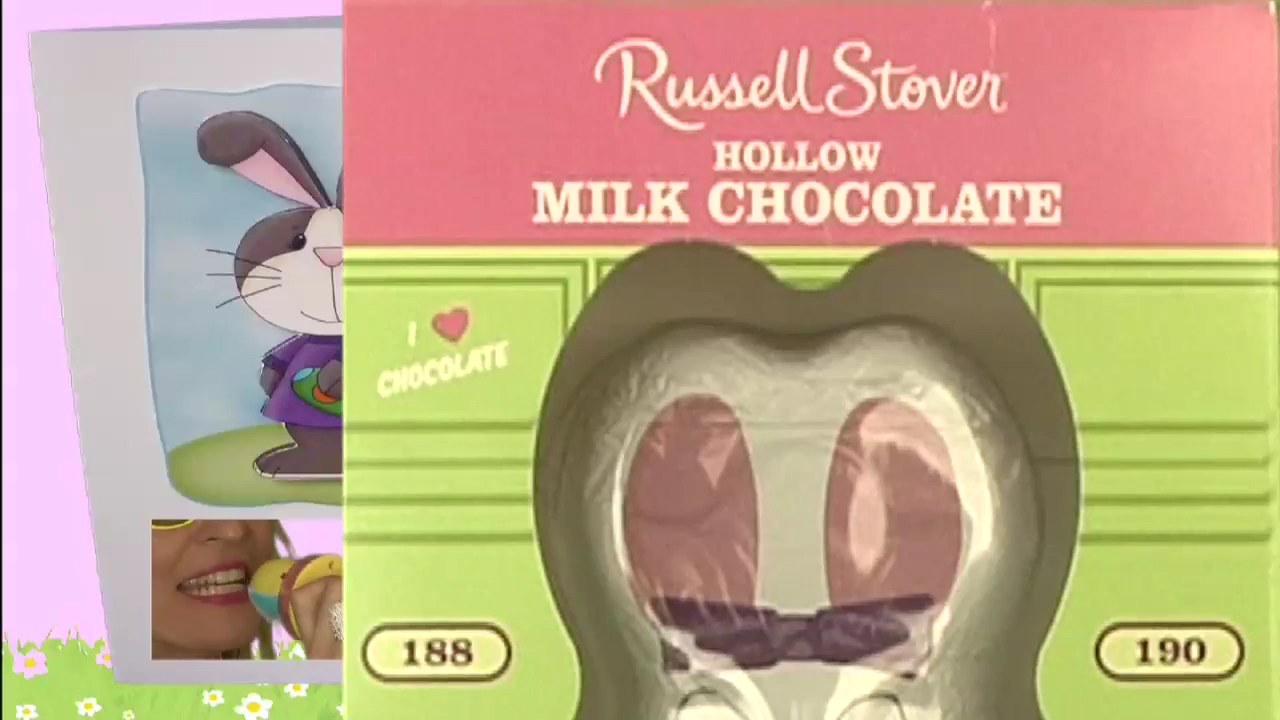 Russell Stover
HOLLOW
MILK CHOCOLATE
I
CHOCOLATE
188
190